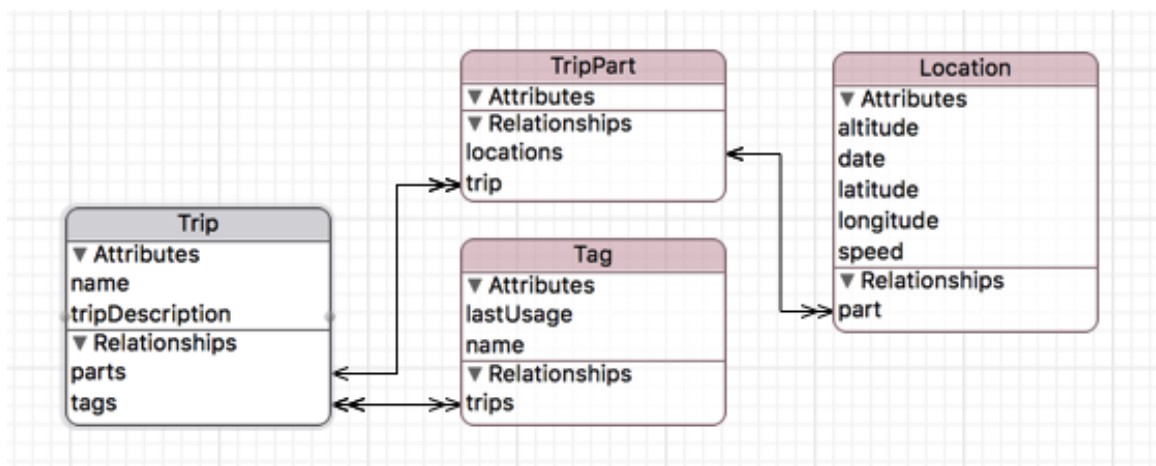 Trip
▼ Attributes
name
tripDescription
▼ Relationships
parts
tags
TripPart
▼ Attributes
▼ Relationships
locations
trip
Tag
▼ Attributes
lastUsage
name
▼ Relationships
trips
Location
▼ Attributes
altitude
date
latitude
longitude
speed
▼ Relationships
part